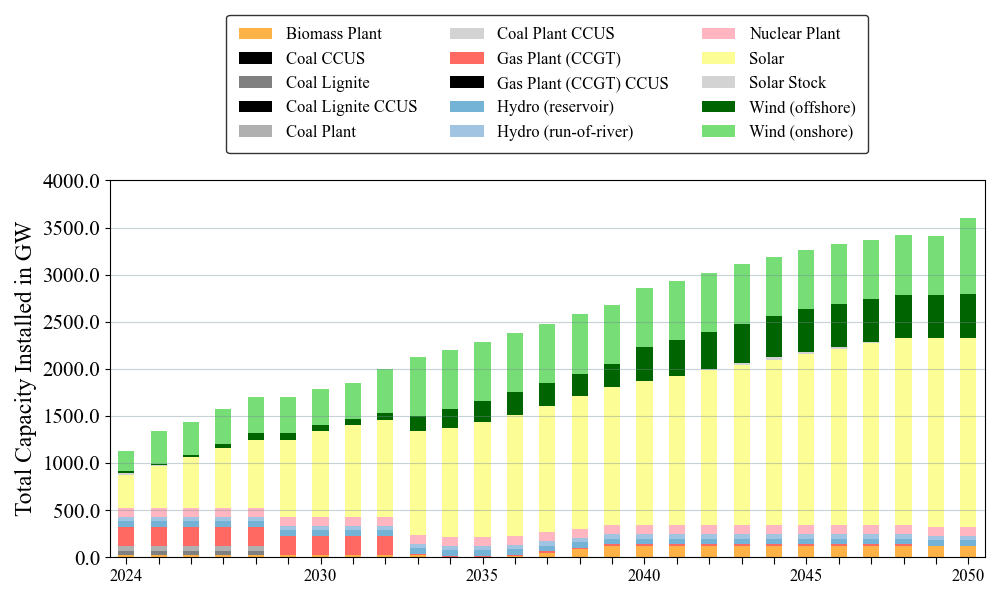 Biomass Plant
Coal CCUS
Coal Lignite
Coal Lignite CCUS
Coal Plant
Coal Plant CCUS
Gas Plant (CCGT)
Gas Plant (CCGT) CCUS
Hydro (reservoir)
Hydro (run-of-river)
Nuclear Plant
Solar
Solar Stock
Wind (offshore)
Wind (onshore)
Total Capacity Installed in GW
4000.0
3500.0
3000.0
2500.0
2000.0
1500.0
1000.0
500.0
0.0
2024 2030 2035 2040 2045 2050